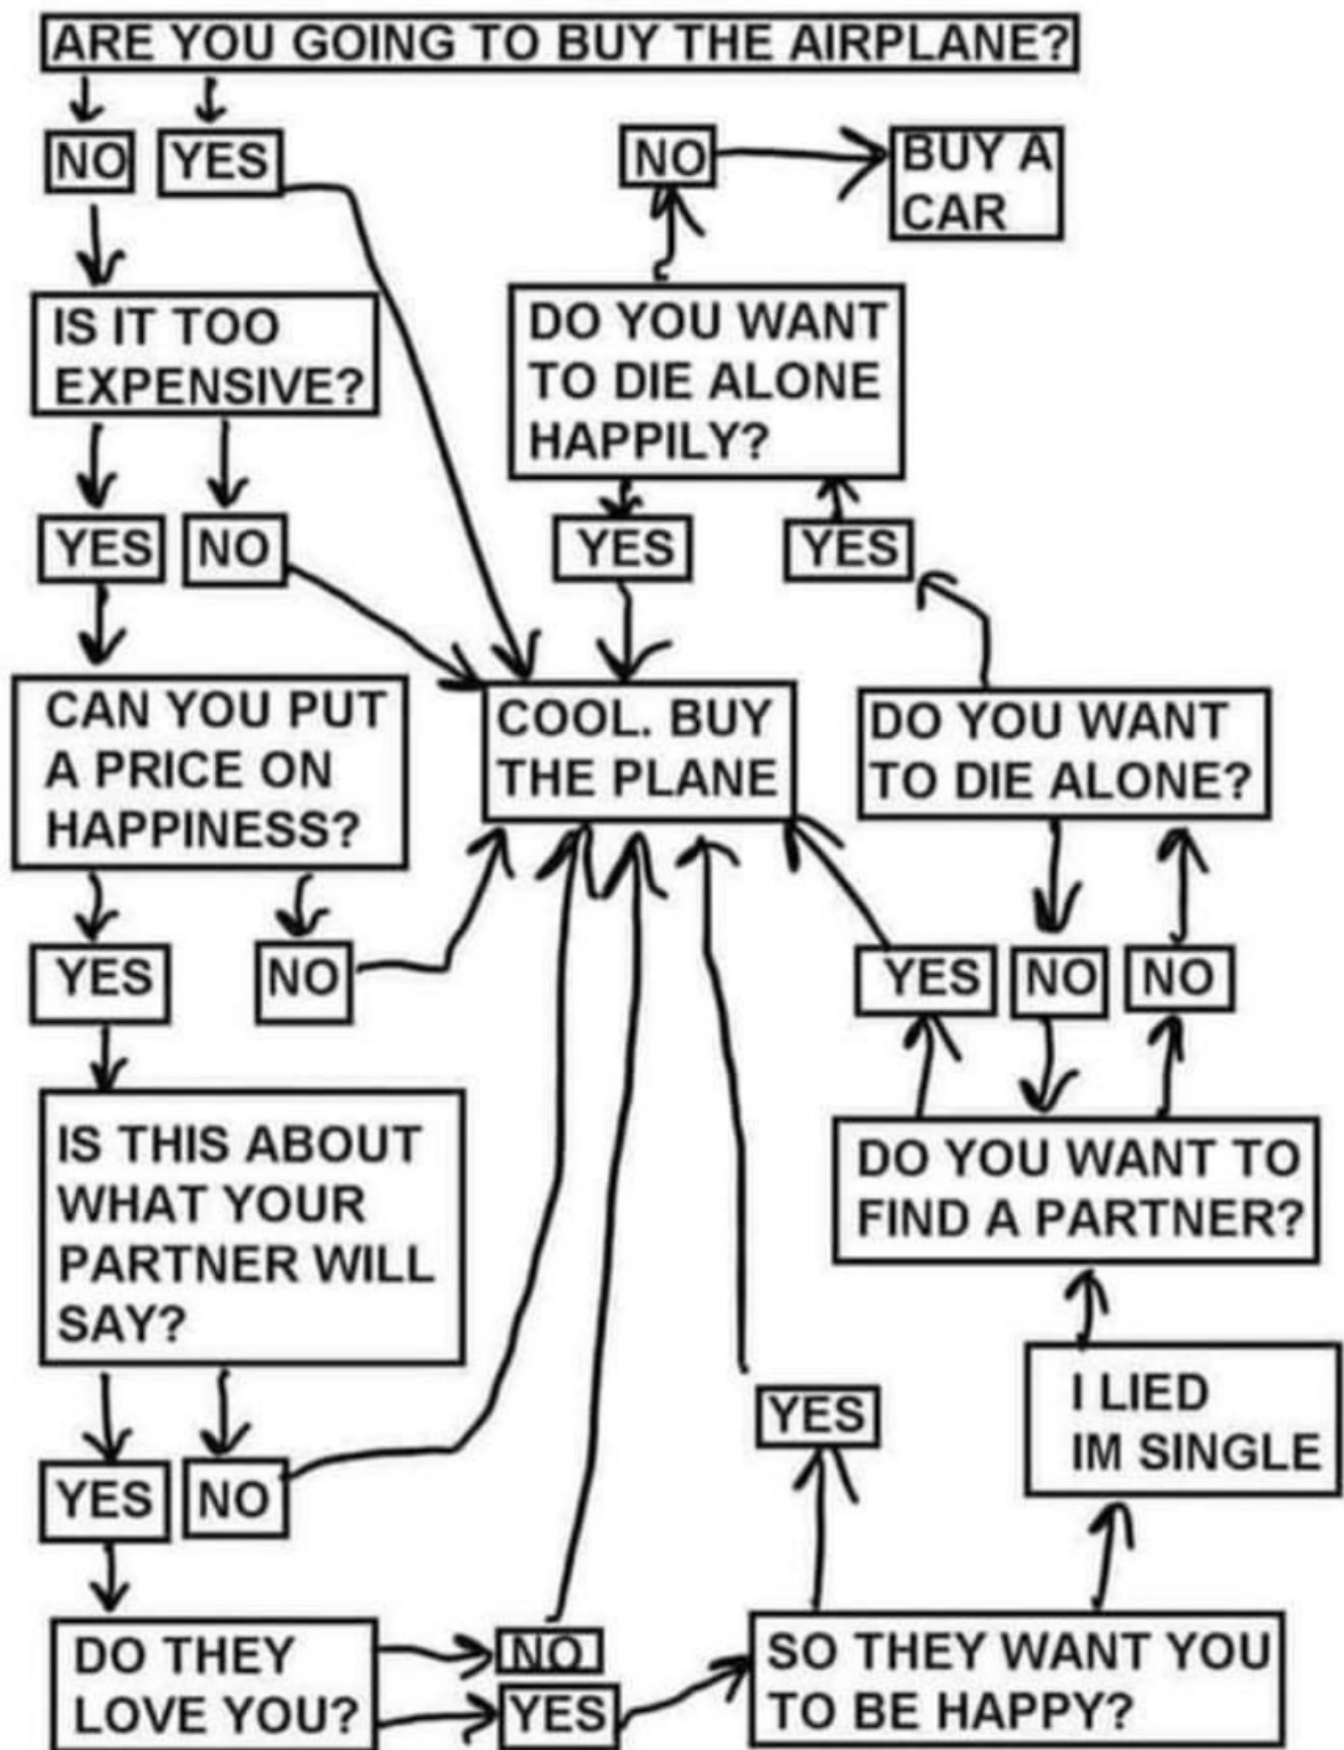 ARE YOU GOING TO BUY THE AIRPLANE?
NO
YES
NO
BUY A
CAR
IS IT TOO
EXPENSIVE?
DO YOU WANT
TO DIE ALONE
HAPPILY?
YES
NO
YES
YES
CAN YOU PUT
A PRICE ON
HAPPINESS?
COOL. BUY
THE PLANE
DO YOU WANT
TO DIE ALONE?
YES
NO
YES
NO
NO
IS THIS ABOUT
WHAT YOUR
PARTNER WILL
SAY?
DO YOU WANT TO
FIND A PARTNER?
YES
I LIED
IM SINGLE
YES
NO
DO THEY
LOVE YOU?
NO
YES
SO THEY WANT YOU
TO BE HAPPY?